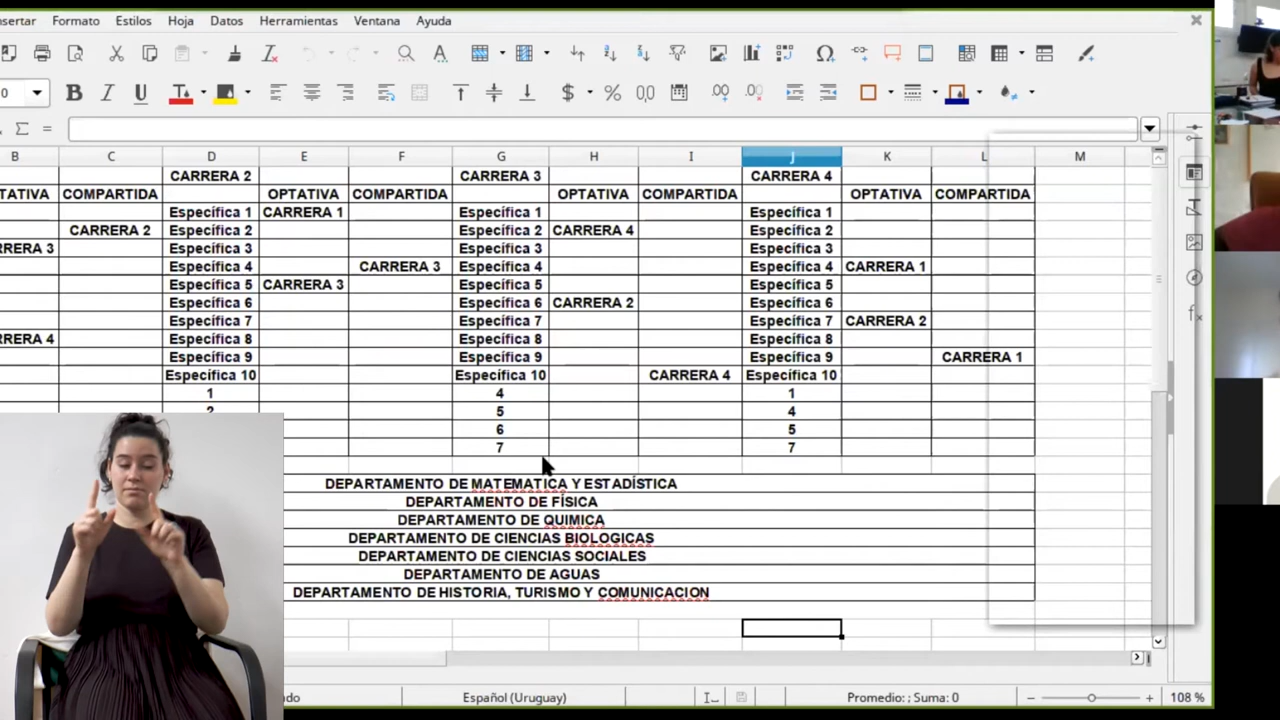 nsertar Formato Estilos Hoja Datos Herramientas Ventana Ayuda
0
B C D E F G H I J K L M
CARRERA 2 CARRERA 3 CARRERA 4
TATIVA COMPARTIDA OPTATIVA COMPARTIDA OPTATIVA COMPARTIDA OPTATIVA COMPARTIDA
Específica 1 CARRERA 1 Específica 1 Específica 1
CARRERA 2 Específica 2 Específica 2 CARRERA 4 Específica 2
RRERA 3 Específica 3 Específica 3 Específica 3
Específica 4 CARRERA 3 Específica 4 Específica 4 CARRERA 1
Específica 5 CARRERA 3 Específica 5 Específica 5
Específica 6 Específica 6 CARRERA 2 Específica 6
Específica 7 Específica 7 Específica 7 CARRERA 2
RRERA 4 Específica 8 Específica 8 Específica 8
Específica 9 Específica 9 Específica 9 CARRERA 1
Específica 10 Específica 10 CARRERA 4 Específica 10
1 4 1
2 5 4
6 5
7 7
DEPARTAMENTO DE MATEMATICA Y ESTADÍSTICA
DEPARTAMENTO DE FÍSICA
DEPARTAMENTO DE QUIMICA
DEPARTAMENTO DE CIENCIAS BIOLOGICAS
DEPARTAMENTO DE CIENCIAS SOCIALES
DEPARTAMENTO DE AGUAS
DEPARTAMENTO DE HISTORIA, TURISMO Y COMUNICACION
ado Español (Uruguay) Promedio: ; Suma: 0 108 %